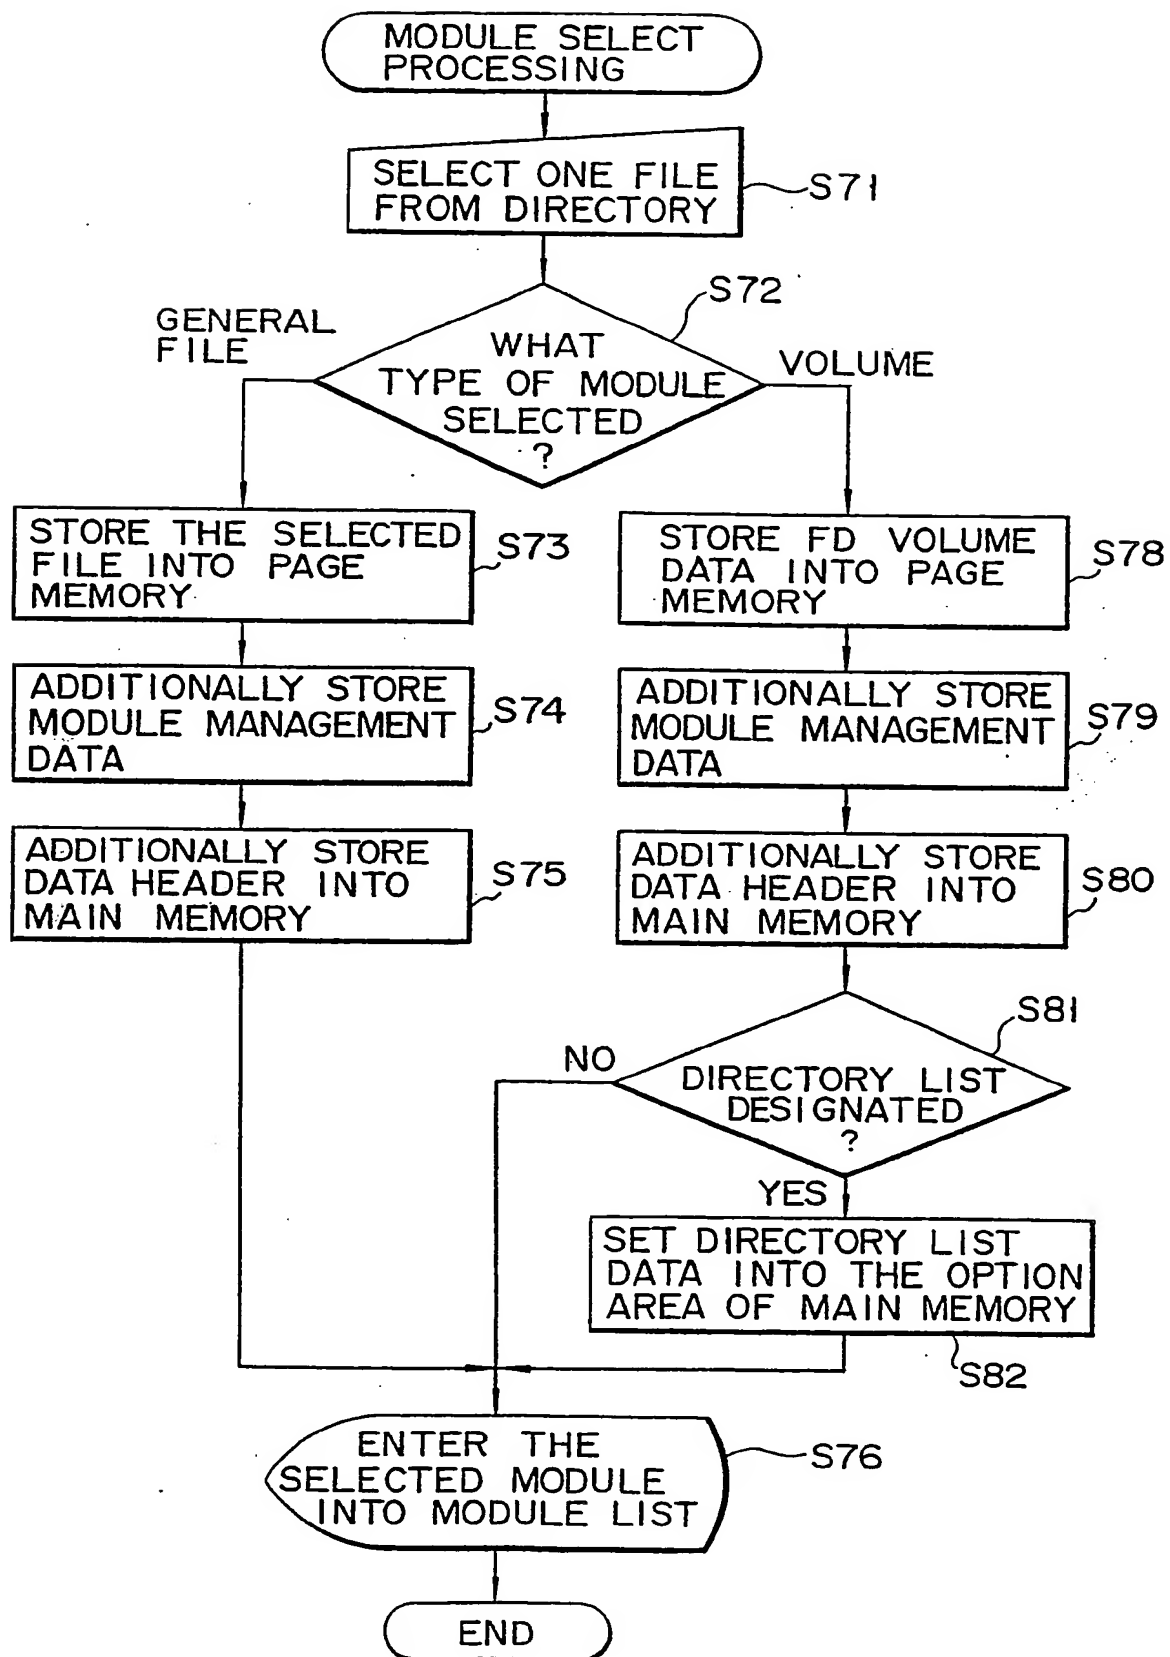 MODULE SELECT
PROCESSING
SELECT ONE FILE
FROM DIRECTORY
S71
S72
GENERAL
FILE
WHAT
TYPE OF MODULE
SELECTED
?
VOLUME
STORE THE SELECTED
FILE INTO PAGE
MEMORY
S73
STORE FD VOLUME
DATA INTO PAGE
MEMORY
S78
ADDITIONALLY STORE
MODULE MANAGEMENT
DATA
S74
ADDITIONALLY STORE
MODULE MANAGEMENT
DATA
S79
ADDITIONALLY STORE
DATA HEADER INTO
MAIN MEMORY
S75
ADDITIONALLY STORE
DATA HEADER INTO
MAIN MEMORY
S80
S81
NO
DIRECTORY LIST
DESIGNATED
?
YES
SET DIRECTORY LIST
DATA INTO THE OPTION
AREA OF MAIN MEMORY
S82
ENTER THE
SELECTED MODULE
INTO MODULE LIST
S76
END